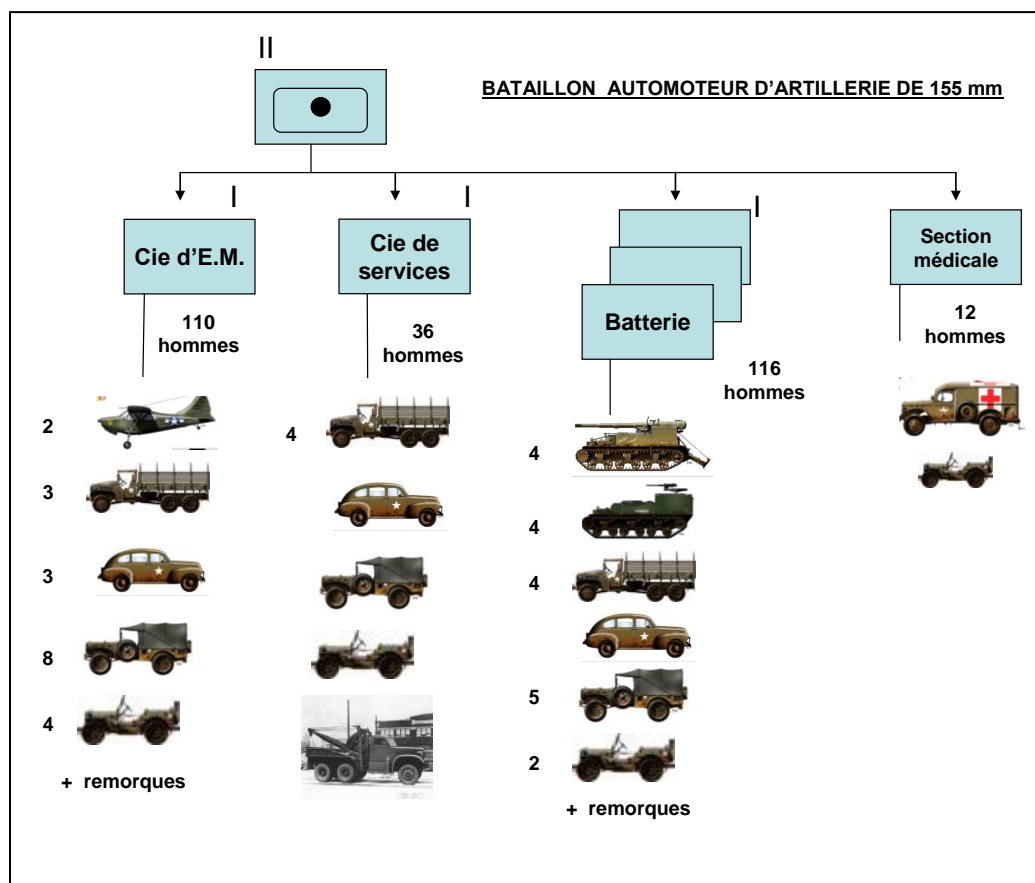 BATAILLON AUTOMOTEUR D'ARTILLERIE DE 155 mm
Cie d'E.M.
110
hommes
2
3
3
8
4
+ remorques
Cie de
services
36
hommes
4
Batterie
116
hommes
4
4
4
5
2
+ remorques
Section
médicale
12
hommes